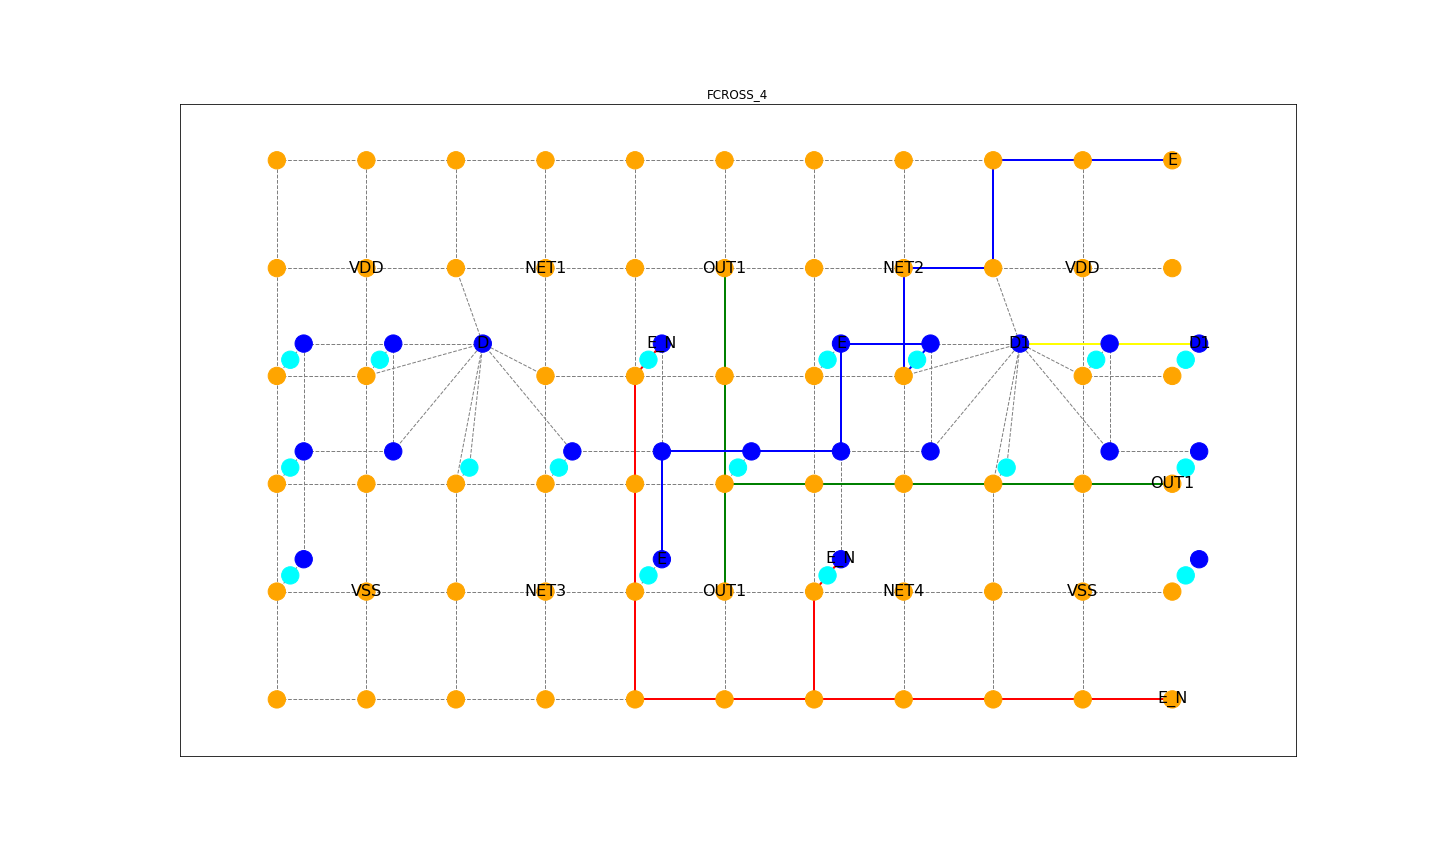 FCROSS_4
E
VDD NET1 OUT1 NET2 VDD
D E_N E D1 D1
OUT1
E E_N
VSS NET3 OUT1 NET4 VSS
E_N